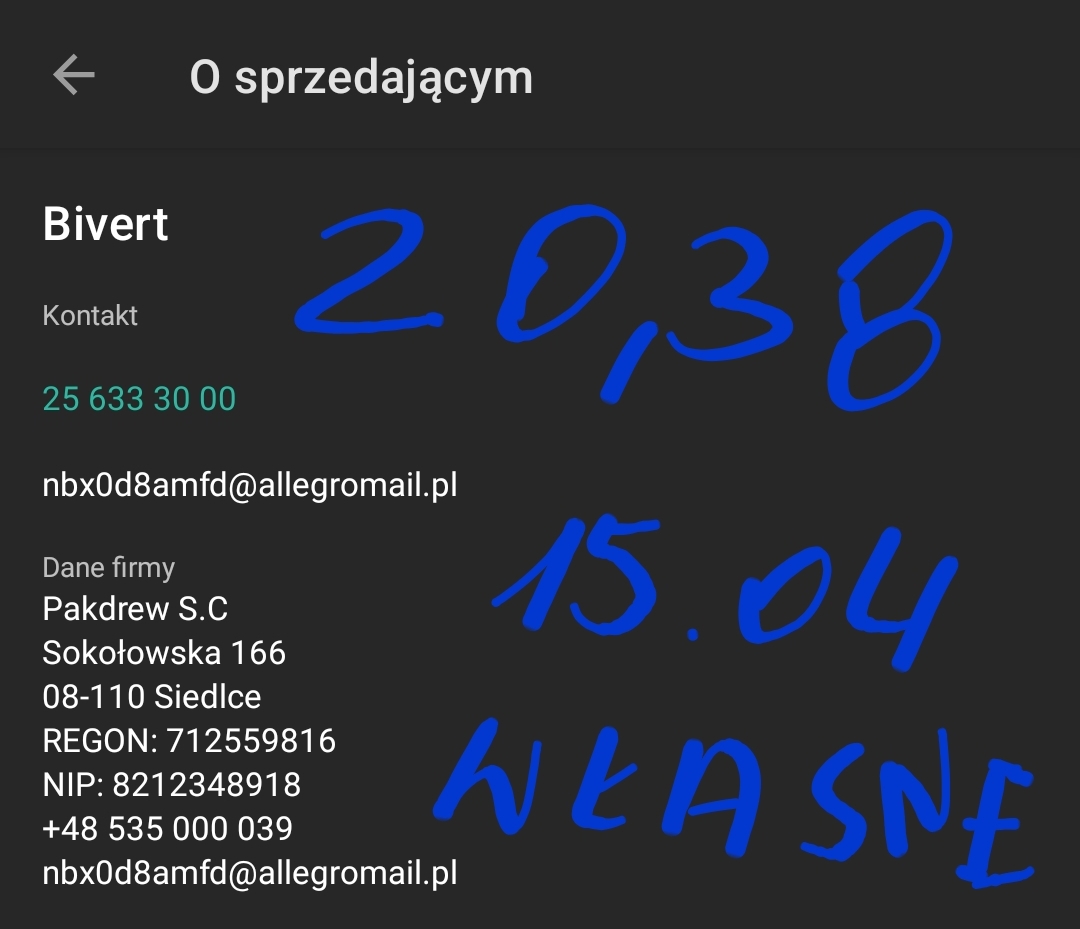 O sprzedającym
Bivert
20,38
Kontakt
25 633 30 00
nbx0d8amfd@allegromail.pl
15.04
Dane firmy
Pakdrew S.C
Sokołowska 166
08-110 Siedlce
REGON: 712559816
WŁASNE
NIP: 8212348918
+48 535 000 039
nbx0d8amfd@allegromail.pl